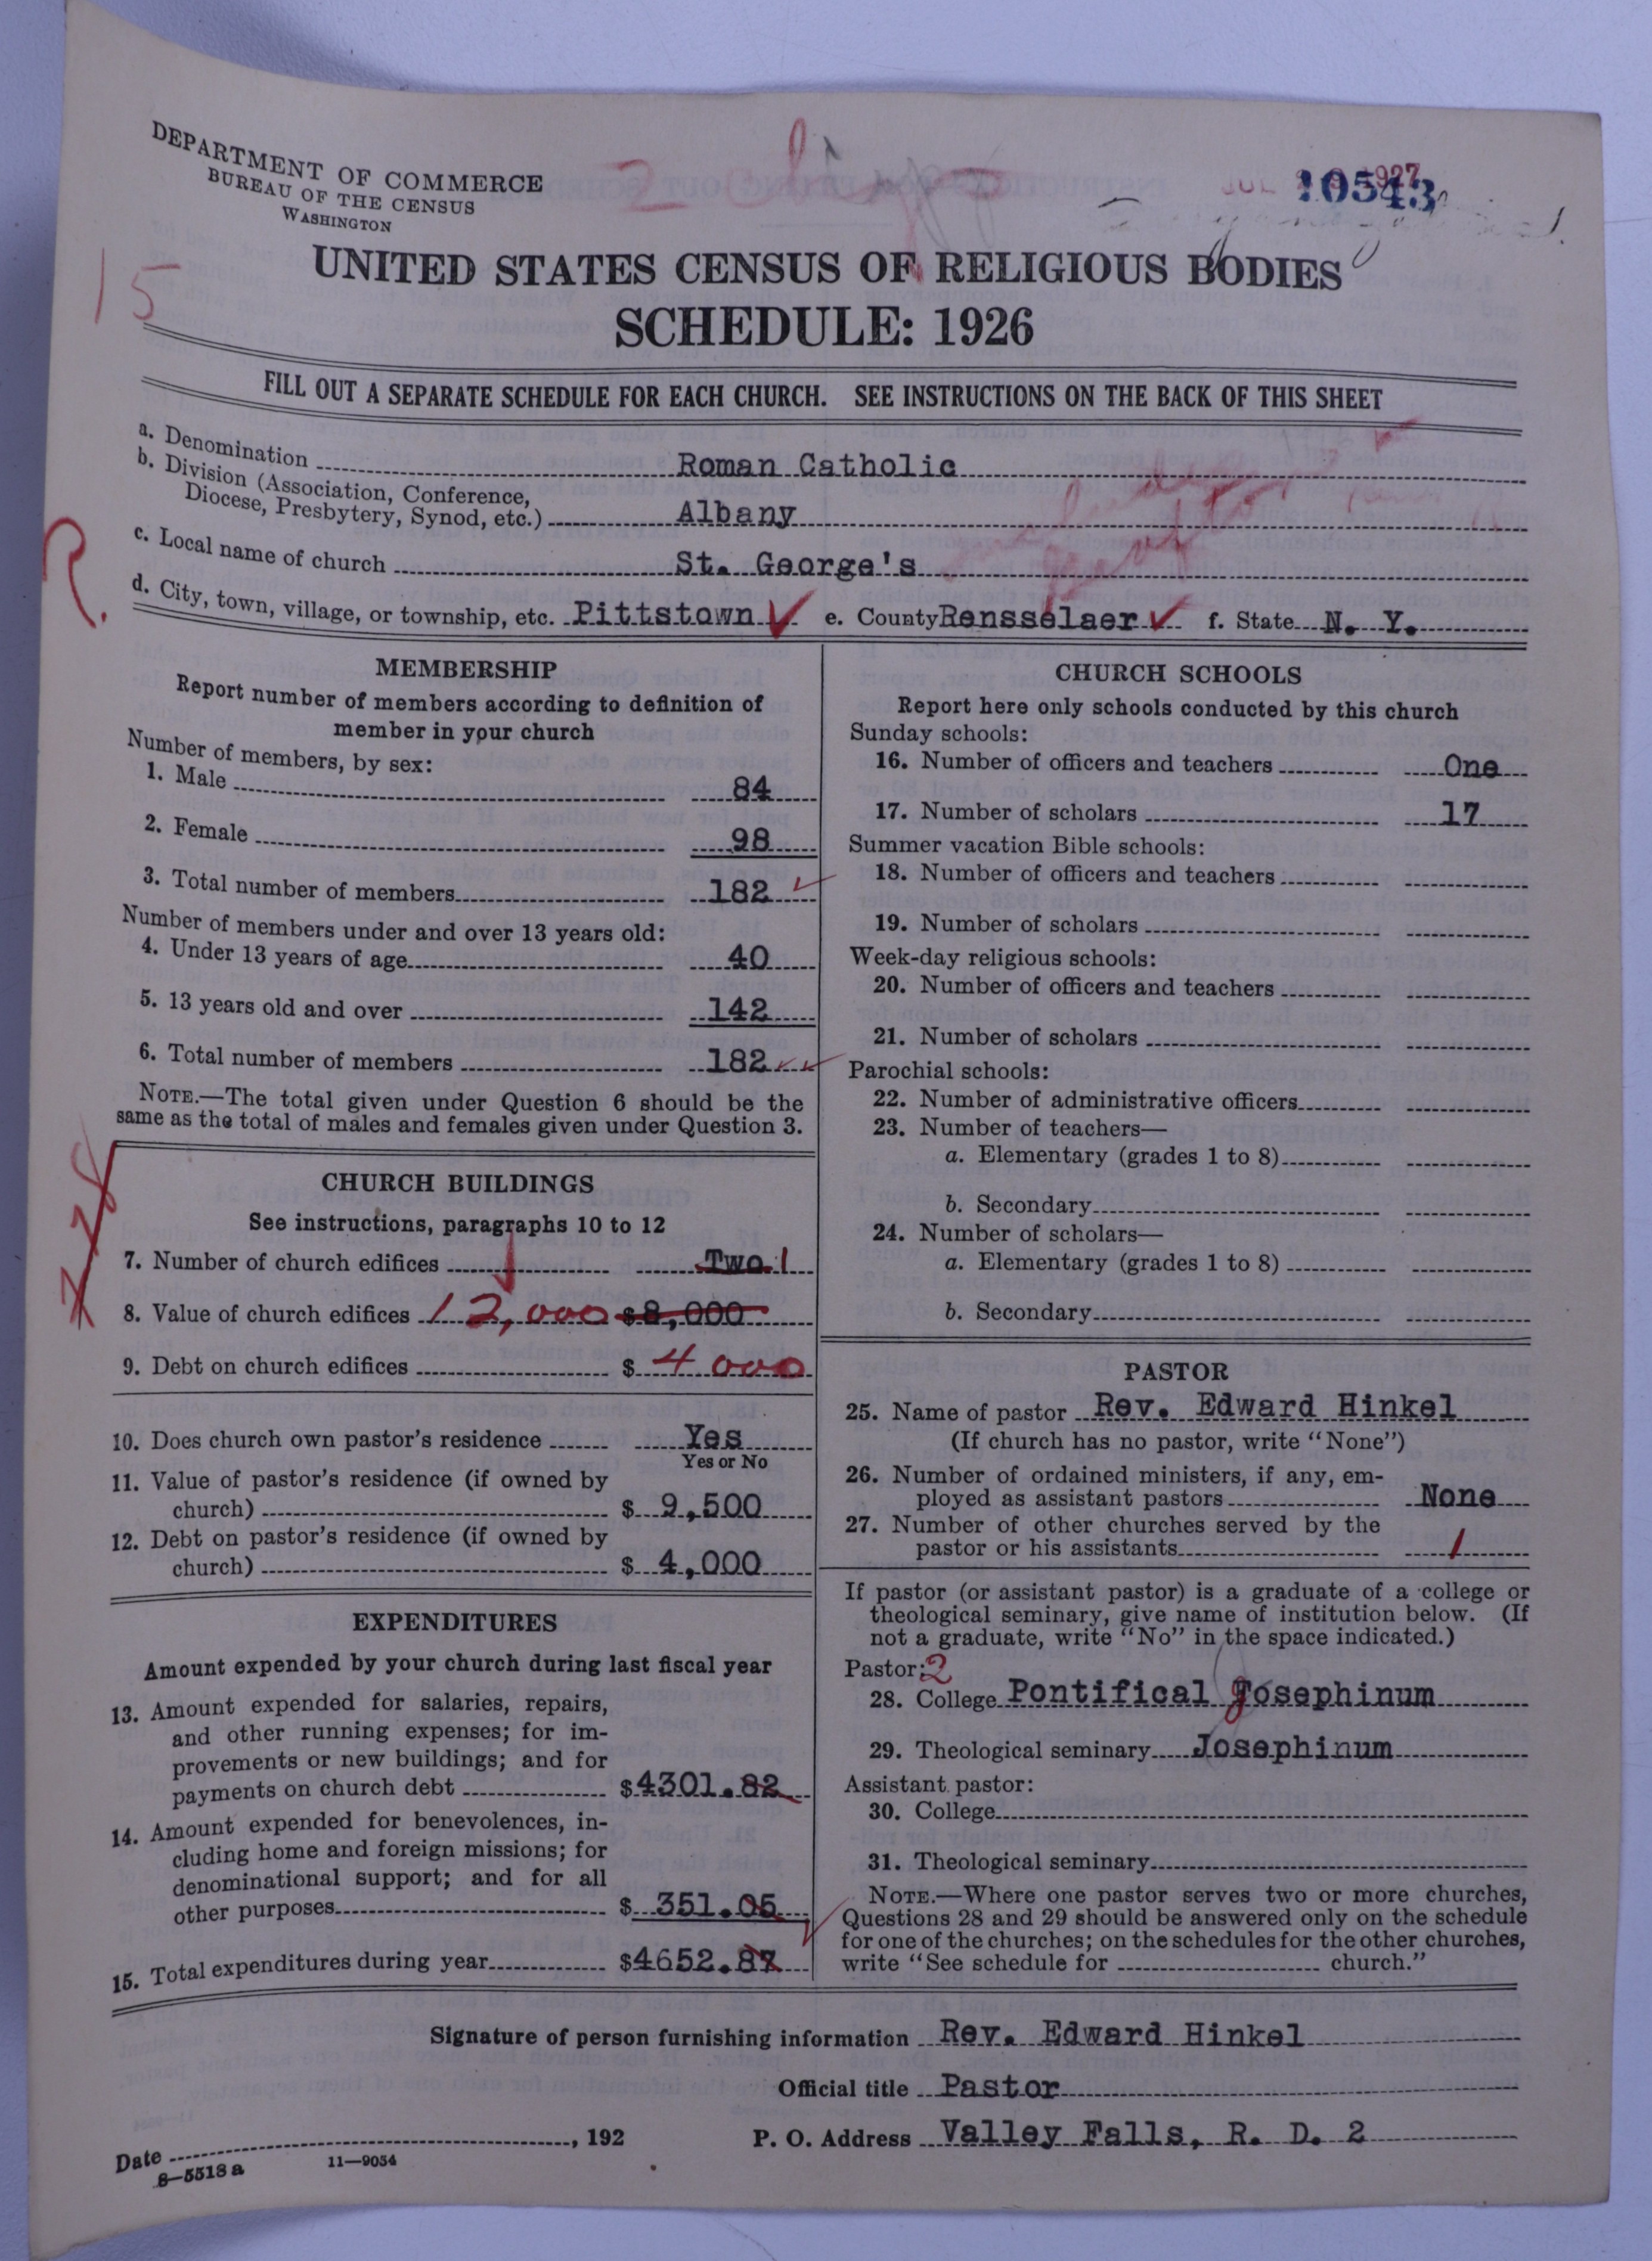 DEPARTMENT OF COMMERCE
BUREAU OF THE CENSUS
WASHINGTON
JUL 1927
10543
UNITED STATES CENSUS OF RELIGIOUS BODIES
15
SCHEDULE: 1926
FILL OUT A SEPARATE SCHEDULE FOR EACH CHURCH. SEE INSTRUCTIONS ON THE BACK OF THIS SHEET
a. Denomination Roman Catholic
b. Division (Association, Conference,
Diocese, Presbytery, Synod, etc.) Albany
R.
c. Local name of church St. George's
d. City, town, village, or township, etc. Pittstown e. County Rensselaer f. State N. Y.
MEMBERSHIP
Report number of members according to definition of
member in your church
Number of members, by sex:
1. Male 84
2. Female 98
3. Total number of members 182
Number of members under and over 13 years old:
4. Under 13 years of age 40
5. 13 years old and over 142
6. Total number of members 182
NOTE.—The total given under Question 6 should be the
same as the total of males and females given under Question 3.
CHURCH BUILDINGS
See instructions, paragraphs 10 to 12
7. Number of church edifices Two 1
8. Value of church edifices 12,000 $8,000
9. Debt on church edifices $ 4000
10. Does church own pastor's residence Yes
Yes or No
11. Value of pastor's residence (if owned by
church) $ 9,500
12. Debt on pastor's residence (if owned by
church) $ 4,000
EXPENDITURES
Amount expended by your church during last fiscal year
13. Amount expended for salaries, repairs,
and other running expenses; for im-
provements or new buildings; and for
payments on church debt $4301.82
14. Amount expended for benevolences, in-
cluding home and foreign missions; for
denominational support; and for all
other purposes $ 351.05
15. Total expenditures during year $4652.87
CHURCH SCHOOLS
Report here only schools conducted by this church
Sunday schools:
16. Number of officers and teachers One
17. Number of scholars 17
Summer vacation Bible schools:
18. Number of officers and teachers
19. Number of scholars
Week-day religious schools:
20. Number of officers and teachers
21. Number of scholars
Parochial schools:
22. Number of administrative officers
23. Number of teachers—
a. Elementary (grades 1 to 8)
b. Secondary
24. Number of scholars—
a. Elementary (grades 1 to 8)
b. Secondary
PASTOR
25. Name of pastor Rev. Edward Hinkel
(If church has no pastor, write "None")
26. Number of ordained ministers, if any, em-
ployed as assistant pastors None
27. Number of other churches served by the
pastor or his assistants 1
If pastor (or assistant pastor) is a graduate of a college or
theological seminary, give name of institution below. (If
not a graduate, write "No" in the space indicated.)
Pastor: 2
28. College Pontifical Josephinum
29. Theological seminary Josephinum
Assistant pastor:
30. College
31. Theological seminary
NOTE.—Where one pastor serves two or more churches,
Questions 28 and 29 should be answered only on the schedule
for one of the churches; on the schedules for the other churches,
write "See schedule for church."
Signature of person furnishing information Rev. Edward Hinkel
Official title Pastor
Date , 192 P. O. Address Valley Falls, R. D. 2
8—5518 a 11—9054